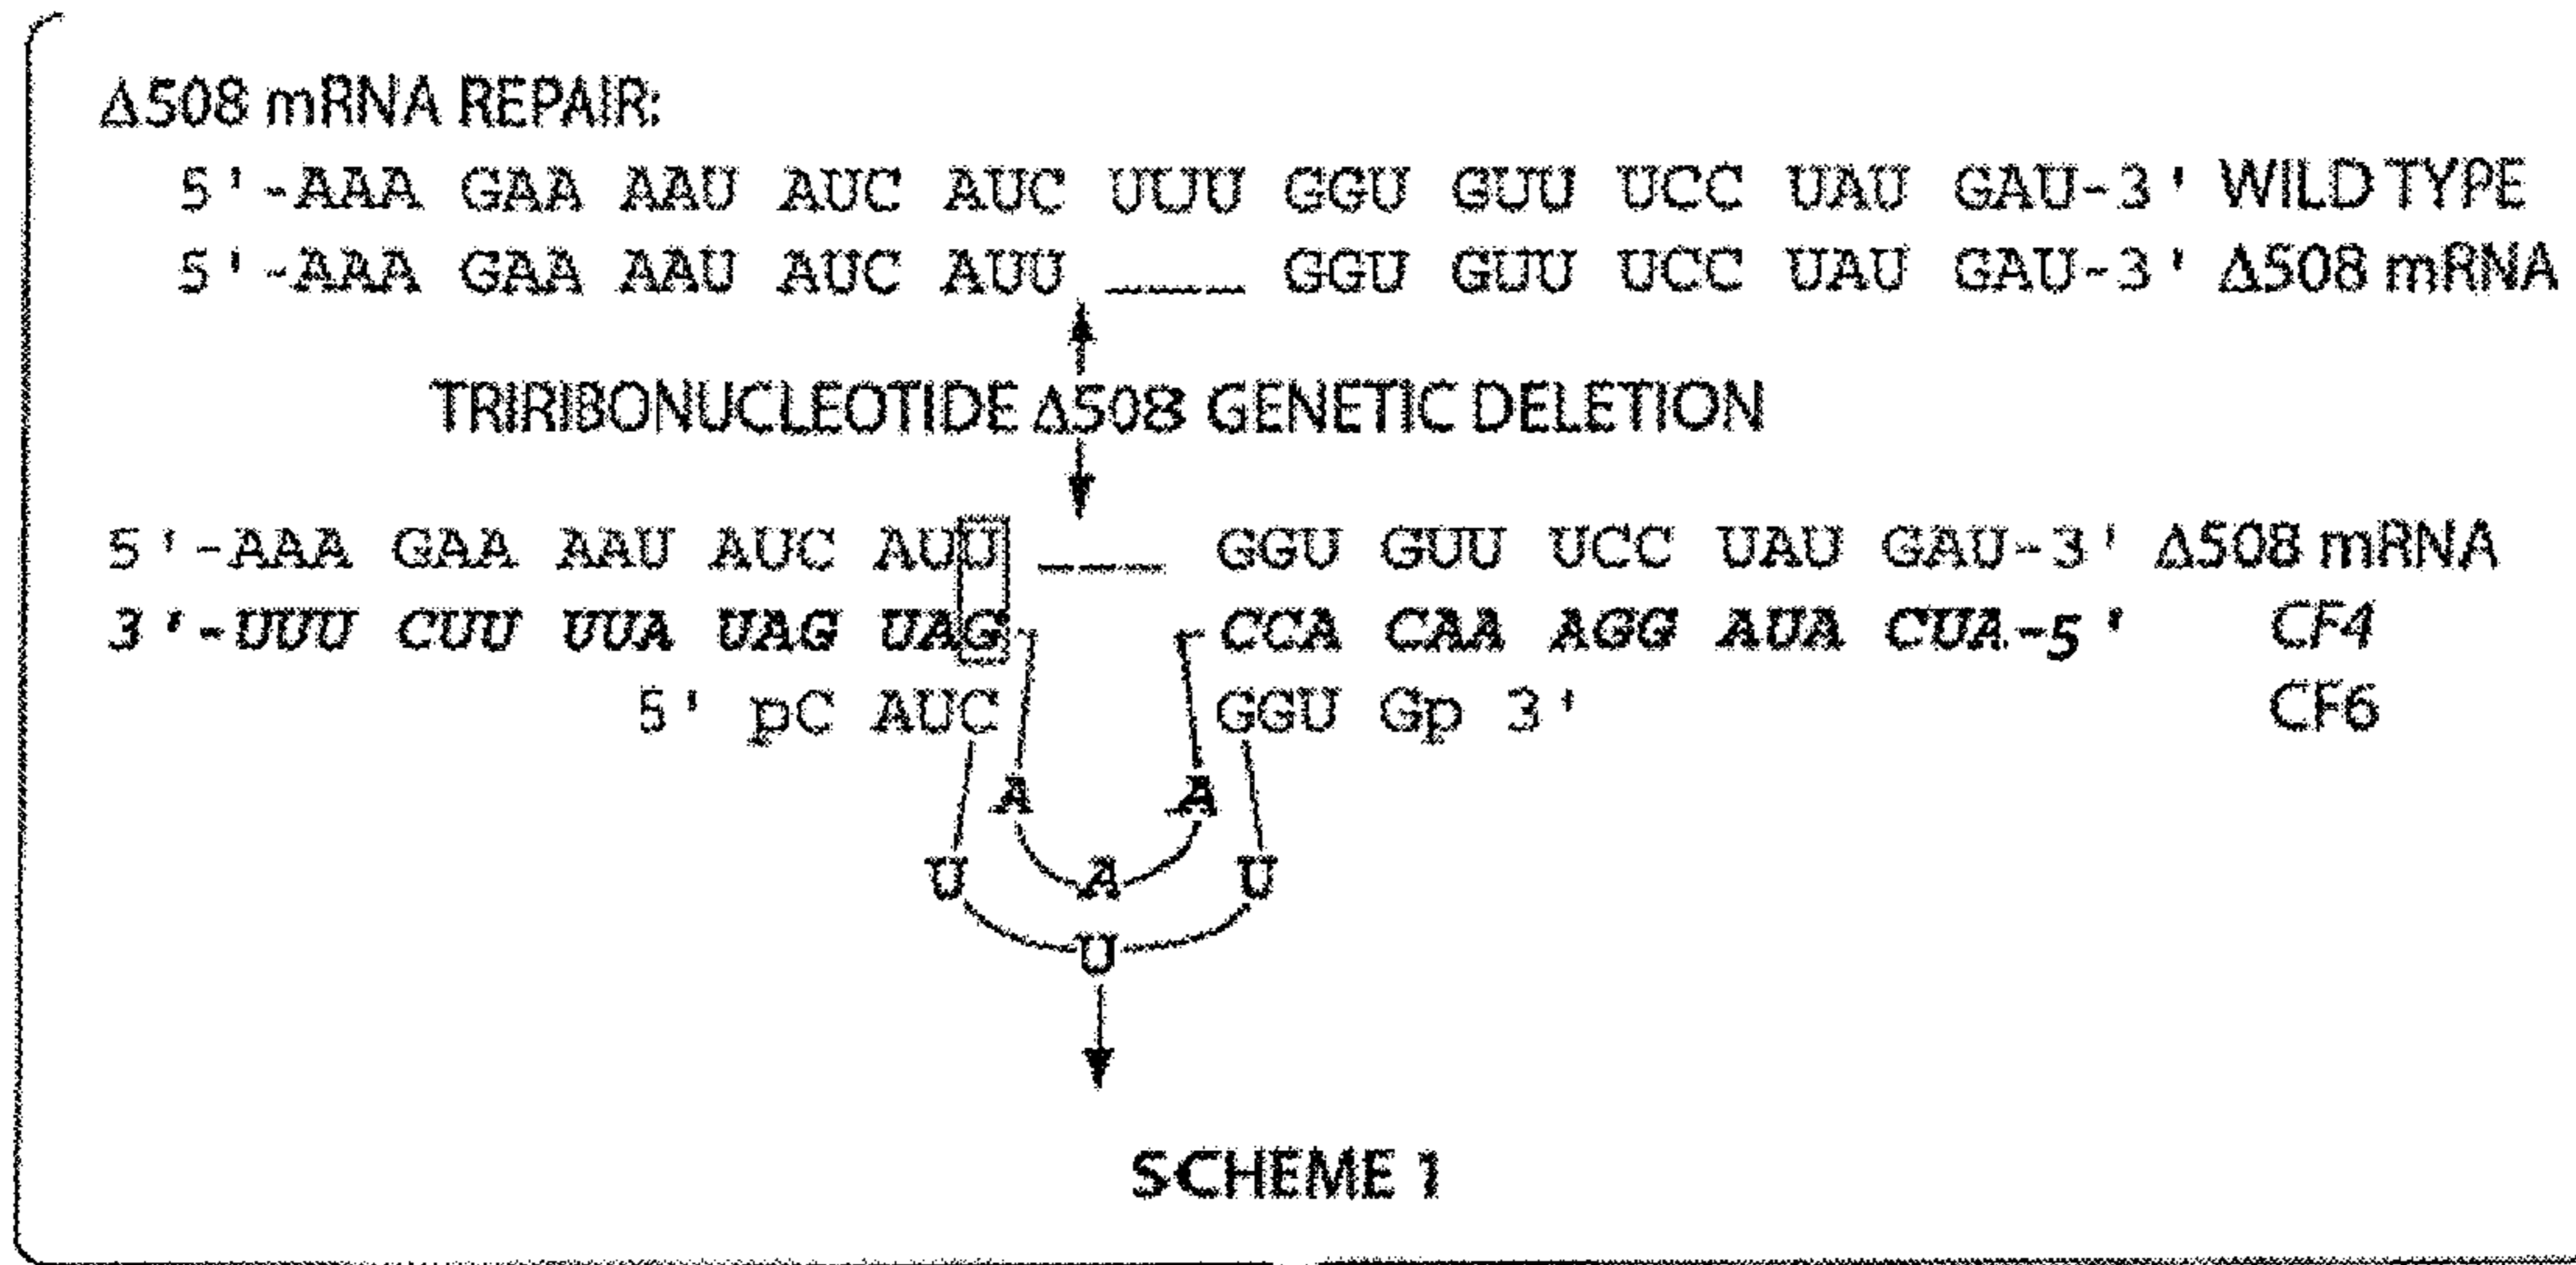 Δ508 mRNA REPAIR:
5'-AAA GAA AAU AUC AUC UUU GGU GUU UCC UAU GAU-3' WILD TYPE
5'-AAA GAA AAU AUC AUU ___ GGU GUU UCC UAU GAU-3' Δ508 mRNA
TRIRIBONUCLEOTIDE Δ508 GENETIC DELETION
5'-AAA GAA AAU AUC AUU ___ GGU GUU UCC UAU GAU-3' Δ508 mRNA
3'-UUU CUU UUA UAG UAG CCA CAA AGG AUA CUA-5' CF4
5' pC AUC GGU Gp 3' CF6
A A
U A U
U
SCHEME 1